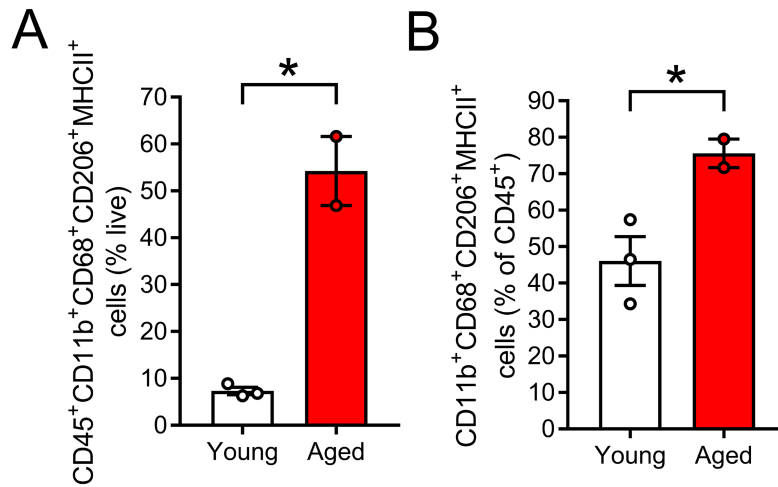 A
CD45⁺CD11b⁺CD68⁺CD206⁺MHCII⁺
cells (% live)
70
60
50
40
30
20
10
0
*
Young
Aged
B
CD11b⁺CD68⁺CD206⁺MHCII⁺
cells (% of CD45⁺)
90
80
70
60
50
40
30
20
10
0
*
Young
Aged